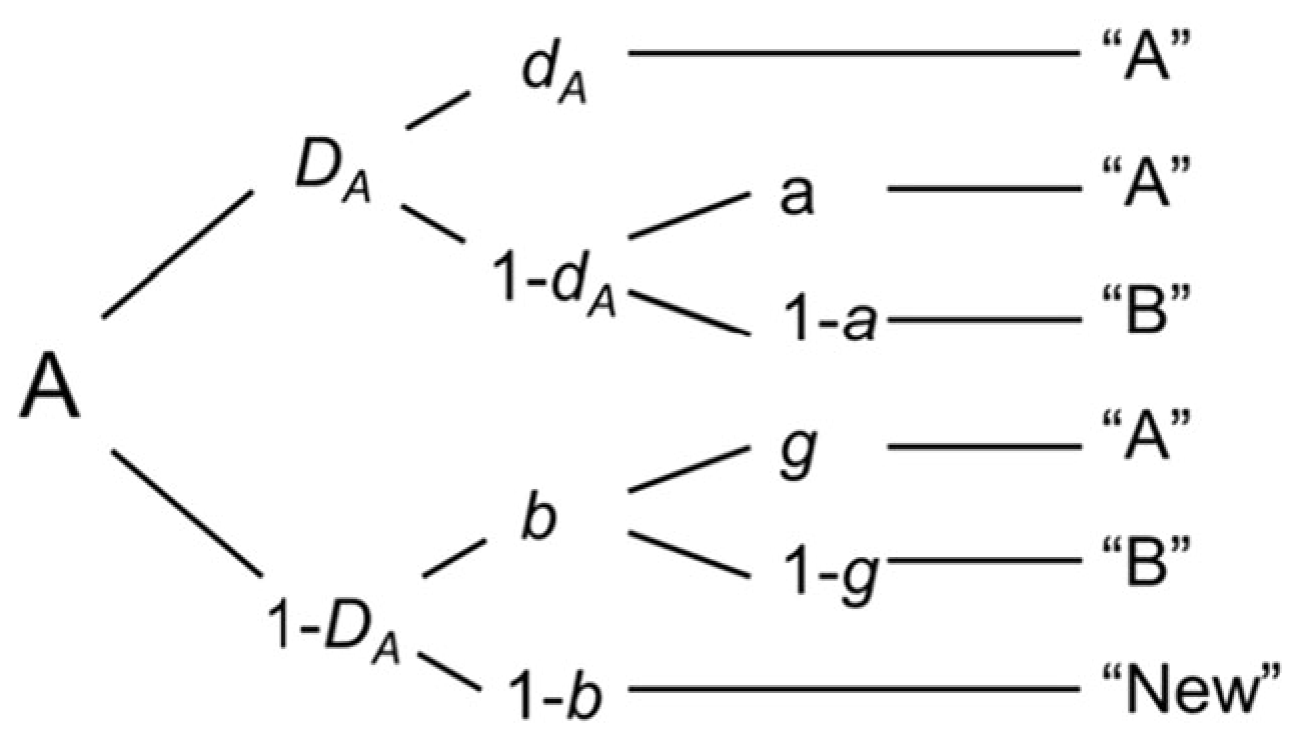 d_A “A”
D_A
a “A”
1-d_A
1-a “B”
A
g “A”
b
1-g “B”
1-D_A
1-b “New”